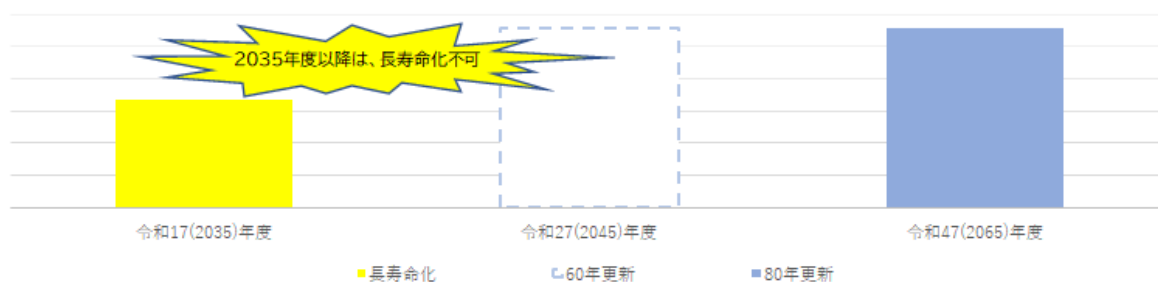 2035年度以降は、長寿命化不可
令和17(2035)年度
令和27(2045)年度
令和47(2065)年度
長寿命化
60年更新
80年更新